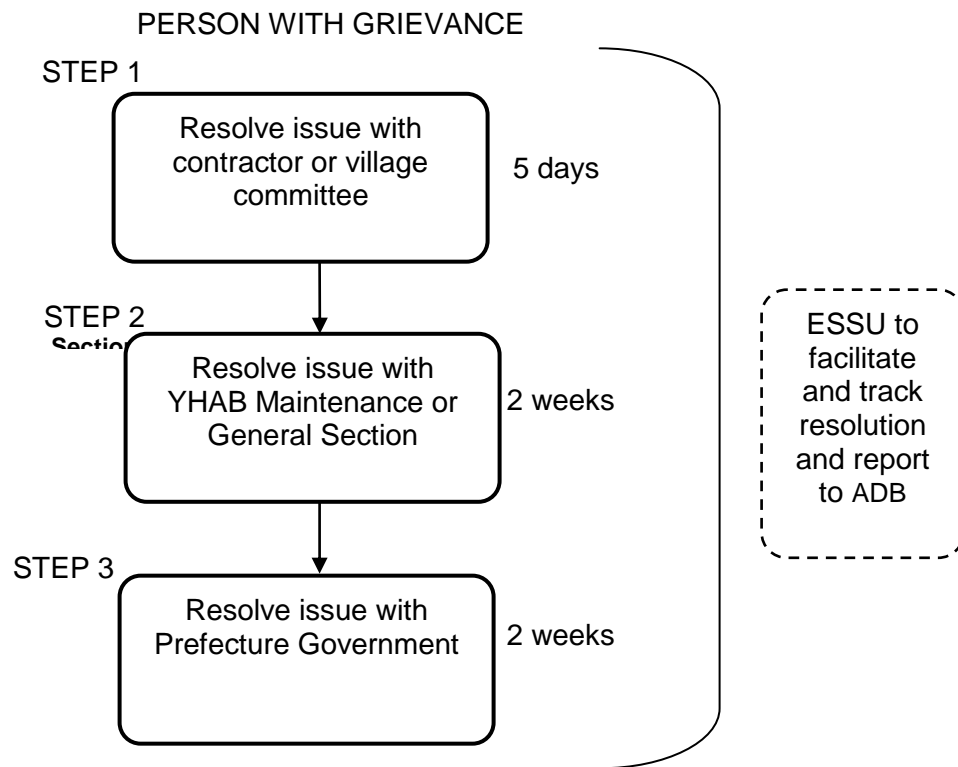 PERSON WITH GRIEVANCE
STEP 1
Resolve issue with
contractor or village
committee
5 days
STEP 2
Section
Resolve issue with
YHAB Maintenance or
General Section
2 weeks
STEP 3
Resolve issue with
Prefecture Government
2 weeks
ESSU to
facilitate
and track
resolution
and report
to ADB